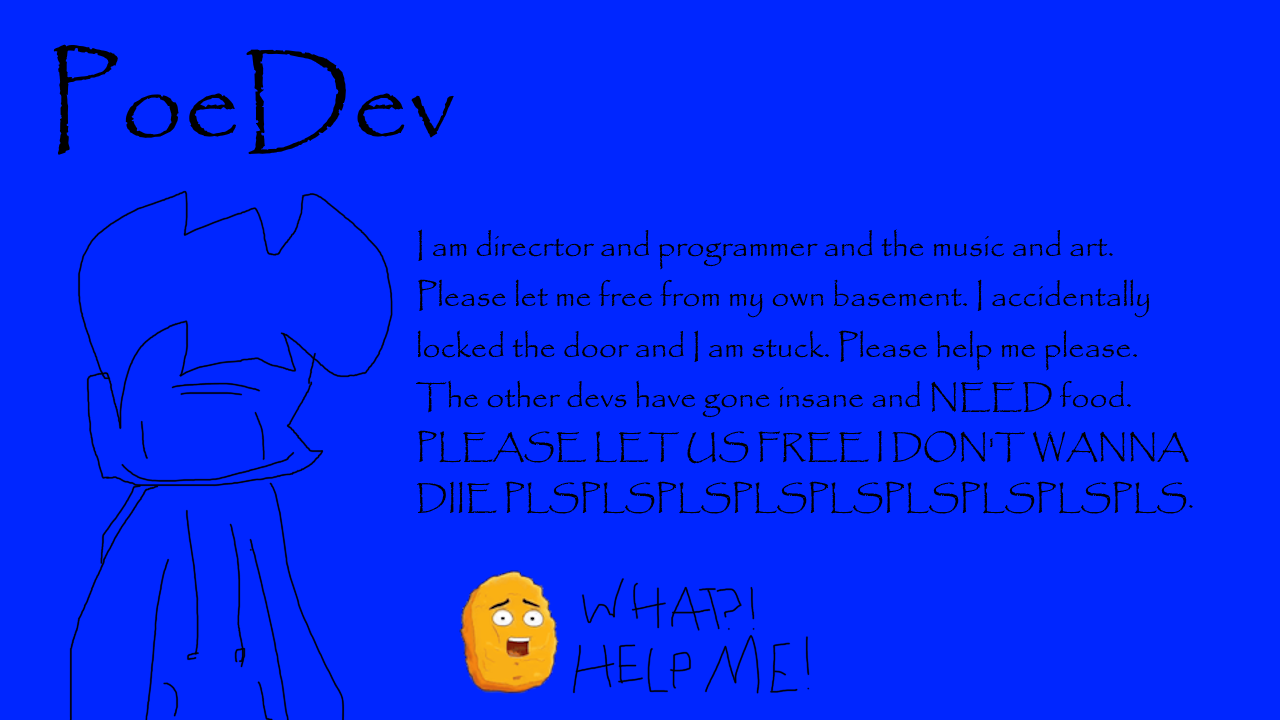 PoeDev
I am direcrtor and programmer and the music and art.
Please let me free from my own basement. I accidentally
locked the door and I am stuck. Please help me please.
The other devs have gone insane and NEED food.
PLEASE LET US FREE I DON'T WANNA
DIIE PLSPLSPLSPLSPLSPLSPLSPLSPLS.
WHAT?!
HELP ME!